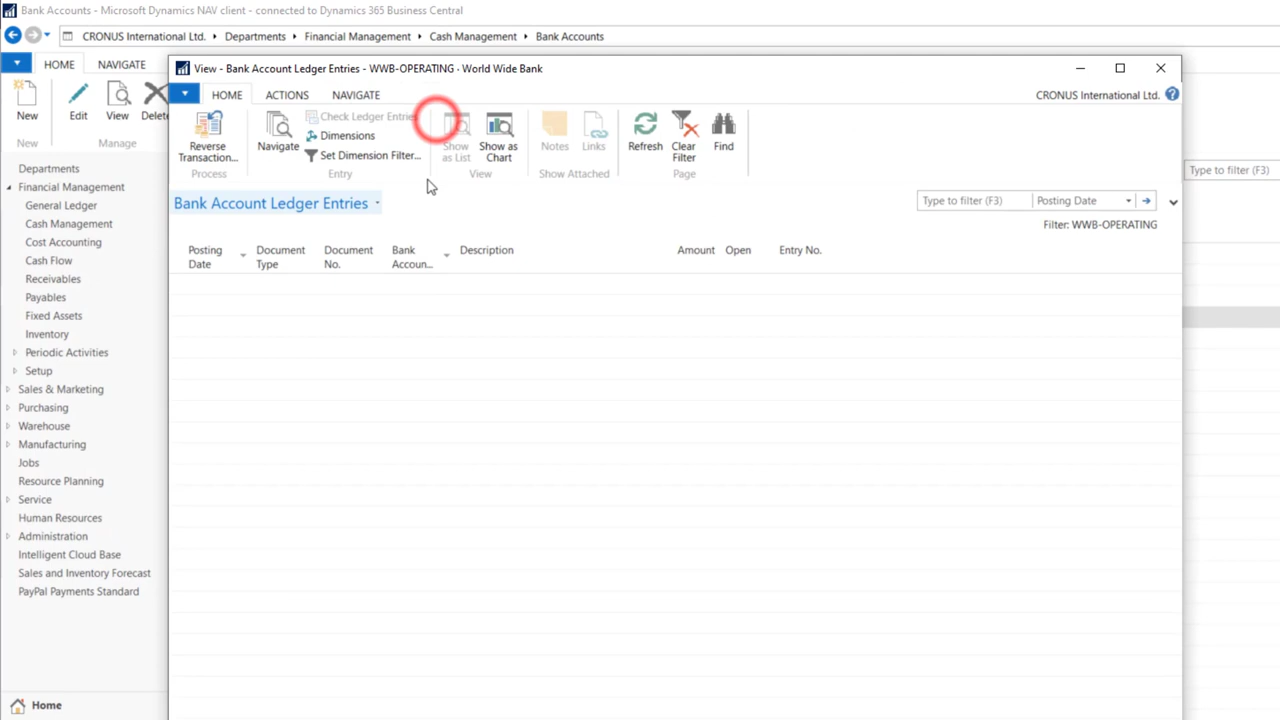 Bank Accounts - Microsoft Dynamics NAV client - connected to Dynamics 365 Business Central
CRONUS International Ltd. Departments Financial Management Cash Management Bank Accounts
HOME NAVIGATE
New Edit View Delete
New Manage
Type to filter (F3)
Departments
Financial Management
General Ledger
Cash Management
Cost Accounting
Cash Flow
Receivables
Payables
Fixed Assets
Inventory
Periodic Activities
Setup
Sales & Marketing
Purchasing
Warehouse
Manufacturing
Jobs
Resource Planning
Service
Human Resources
Administration
Intelligent Cloud Base
Sales and Inventory Forecast
PayPal Payments Standard
Home
View - Bank Account Ledger Entries - WWB-OPERATING · World Wide Bank
HOME ACTIONS NAVIGATE
CRONUS International Ltd.
Reverse
Transaction...
Process
Navigate
Check Ledger Entries
Dimensions
Set Dimension Filter...
Entry
Show
as List
Show as
Chart
View
Notes Links
Show Attached
Refresh
Clear
Filter
Find
Page
Bank Account Ledger Entries
Type to filter (F3) Posting Date
Filter: WWB-OPERATING
Posting
Date
Document
Type
Document
No.
Bank
Accoun...
Description
Amount
Open
Entry No.